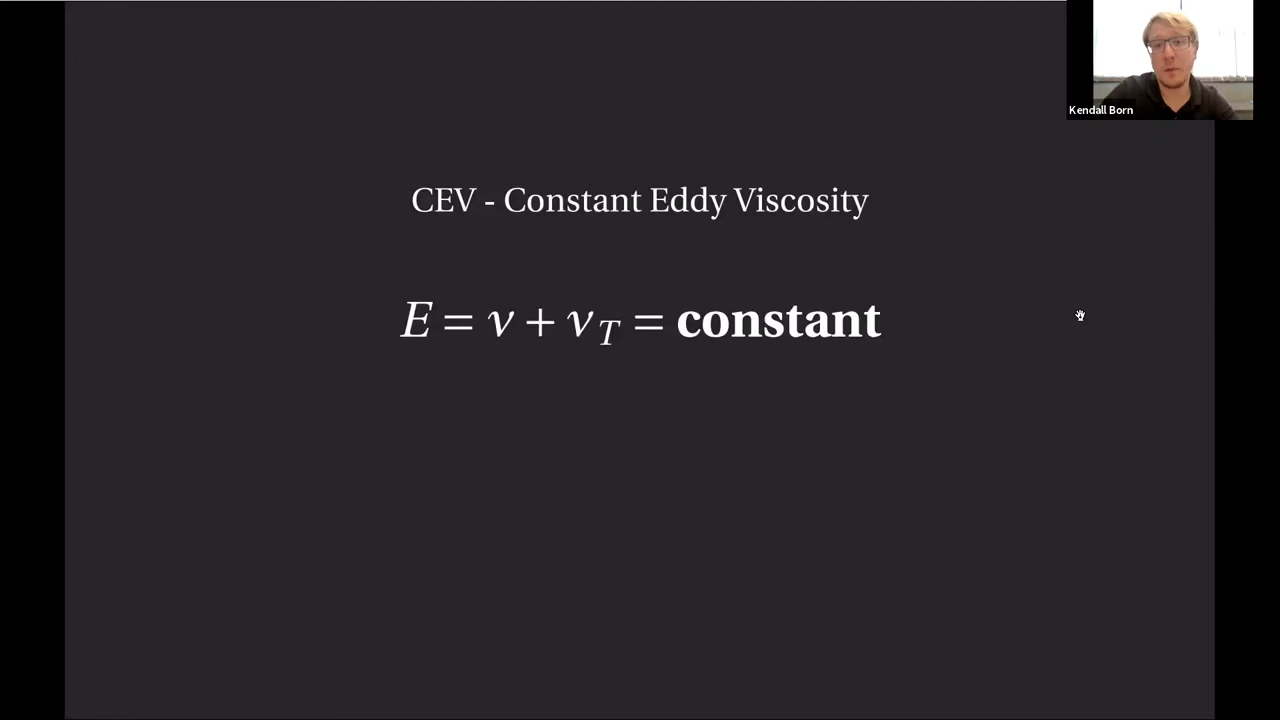 Kendall Born
CEV - Constant Eddy Viscosity
E = ν + ν_T = constant